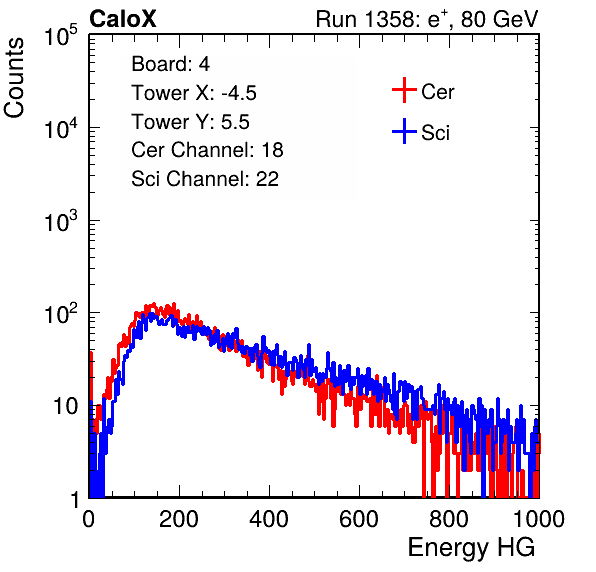 CaloX Run 1358: e⁺, 80 GeV
Board: 4
Tower X: -4.5
Tower Y: 5.5
Cer Channel: 18
Sci Channel: 22
Cer
Sci
Counts
10⁵
10⁴
10³
10²
10
1
0 200 400 600 800 1000
Energy HG